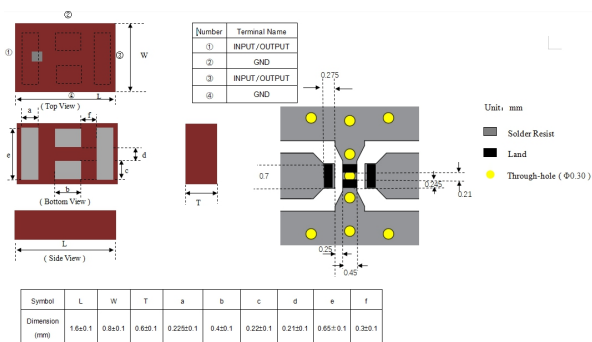 ②
Number Terminal Name
① INPUT/OUTPUT
② GND
③ INPUT/OUTPUT
④ GND
① ③ W
④ L
( Top View )
a f
e d
c
b
( Bottom View ) T
L
( Side View )
0.275
0.7
0.245
0.21
0.25
0.45
Unit: mm
Solder Resist
Land
Through-hole ( Φ0.30 )
Symbol L W T a b c d e f
Dimension (mm) 1.6±0.1 0.8±0.1 0.6±0.1 0.225±0.1 0.4±0.1 0.22±0.1 0.21±0.1 0.65±0.1 0.3±0.1